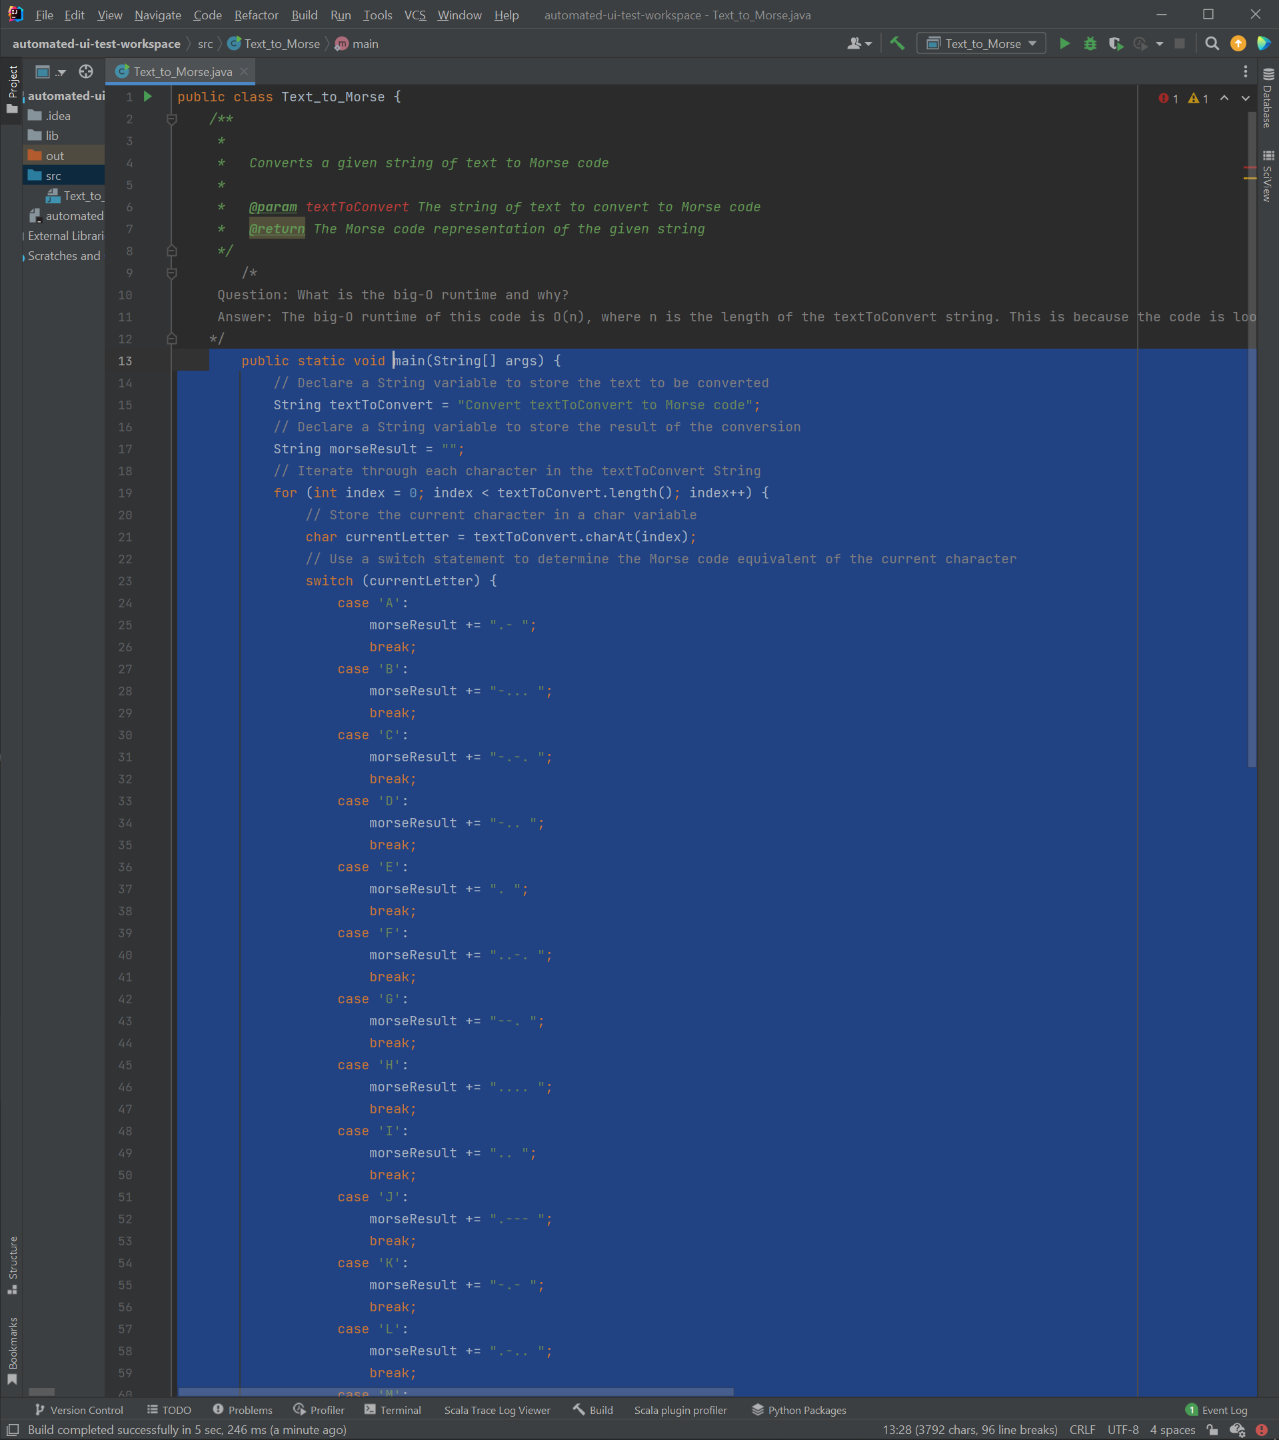 File Edit View Navigate Code Refactor Build Run Tools VCS Window Help automated-ui-test-workspace - Text_to_Morse.java
automated-ui-test-workspace src Text_to_Morse main Text_to_Morse
Project
Text_to_Morse.java
automated-ui
.idea
lib
out
src
Text_to_
automated
External Librari
Scratches and
1 public class Text_to_Morse {
1 1
2 /**
3 *
4 * Converts a given string of text to Morse code
5 *
6 * @param textToConvert The string of text to convert to Morse code
7 * @return The Morse code representation of the given string
8 */
9 /*
10 Question: What is the big-O runtime and why?
11 Answer: The big-O runtime of this code is O(n), where n is the length of the textToConvert string. This is because the code is loo
12 */
13 public static void main(String[] args) {
14 // Declare a String variable to store the text to be converted
15 String textToConvert = "Convert textToConvert to Morse code";
16 // Declare a String variable to store the result of the conversion
17 String morseResult = "";
18 // Iterate through each character in the textToConvert String
19 for (int index = 0; index < textToConvert.length(); index++) {
20 // Store the current character in a char variable
21 char currentLetter = textToConvert.charAt(index);
22 // Use a switch statement to determine the Morse code equivalent of the current character
23 switch (currentLetter) {
24 case 'A':
25 morseResult += ".- ";
26 break;
27 case 'B':
28 morseResult += "-... ";
29 break;
30 case 'C':
31 morseResult += "-.-. ";
32 break;
33 case 'D':
34 morseResult += "-.. ";
35 break;
36 case 'E':
37 morseResult += ". ";
38 break;
39 case 'F':
40 morseResult += "..-. ";
41 break;
42 case 'G':
43 morseResult += "--. ";
44 break;
45 case 'H':
46 morseResult += ".... ";
47 break;
48 case 'I':
49 morseResult += ".. ";
50 break;
51 case 'J':
52 morseResult += ".--- ";
53 break;
54 case 'K':
55 morseResult += "-.- ";
56 break;
57 case 'L':
58 morseResult += ".-.. ";
59 break;
60 case 'M':
Database
SciView
Structure
Bookmarks
Version Control TODO Problems Profiler Terminal Scala Trace Log Viewer Build Scala plugin profiler Python Packages 1 Event Log
Build completed successfully in 5 sec, 246 ms (a minute ago) 13:28 (3792 chars, 96 line breaks) CRLF UTF-8 4 spaces